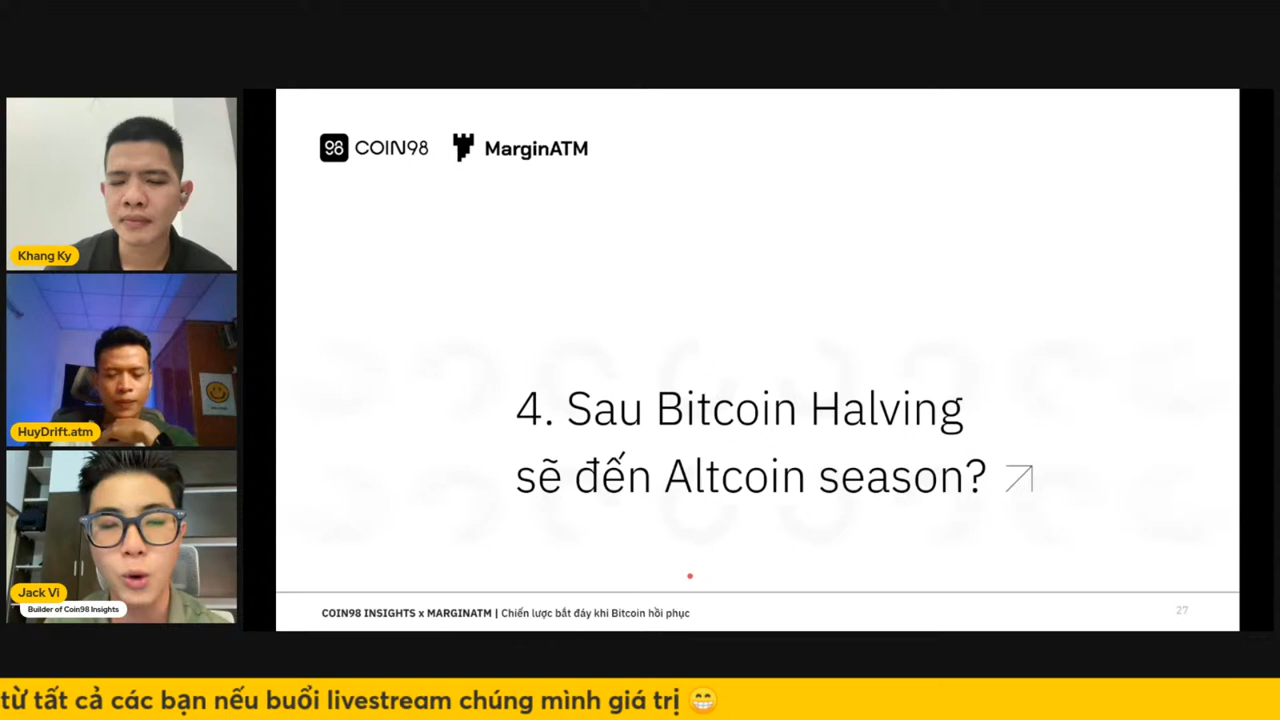 98 COIN98 MarginATM
Khang Ky
HuyDrift.atm
Jack Vi
Builder of Coin98 Insights
4. Sau Bitcoin Halving
sẽ đến Altcoin season?
COIN98 INSIGHTS x MARGINATM | Chiến lược bắt đáy khi Bitcoin hồi phục
27
từ tất cả các bạn nếu buổi livestream chúng mình giá trị 😁